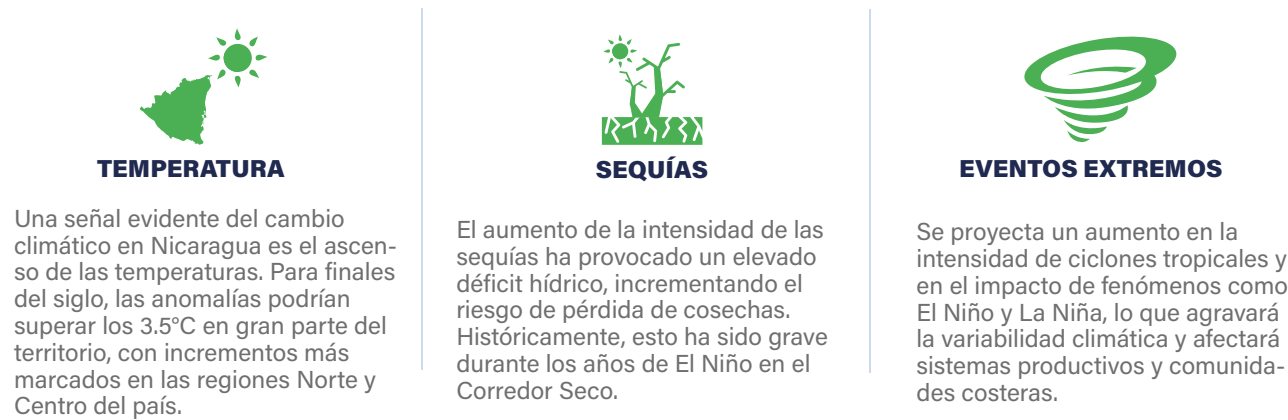 TEMPERATURA
Una señal evidente del cambio
climático en Nicaragua es el ascen-
so de las temperaturas. Para finales
del siglo, las anomalías podrían
superar los 3.5°C en gran parte del
territorio, con incrementos más
marcados en las regiones Norte y
Centro del país.
SEQUÍAS
El aumento de la intensidad de las
sequías ha provocado un elevado
déficit hídrico, incrementando el
riesgo de pérdida de cosechas.
Históricamente, esto ha sido grave
durante los años de El Niño en el
Corredor Seco.
EVENTOS EXTREMOS
Se proyecta un aumento en la
intensidad de ciclones tropicales y
en el impacto de fenómenos como
El Niño y La Niña, lo que agravará
la variabilidad climática y afectará
sistemas productivos y comunida-
des costeras.